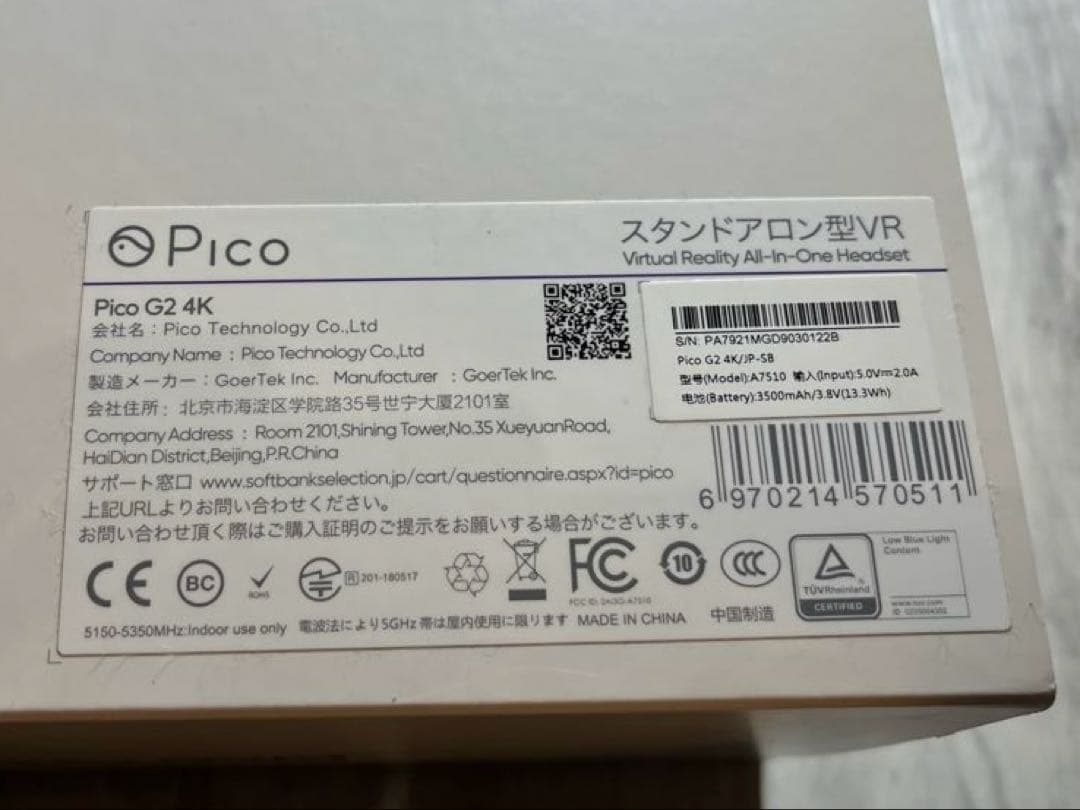 Pico
スタンドアロン型VR
Virtual Reality All-In-One Headset
Pico G2 4K
会社名：Pico Technology Co.,Ltd
Company Name : Pico Technology Co.,Ltd
製造メーカー：GoerTek Inc. Manufacturer : GoerTek Inc.
会社住所：北京市海淀区学院路35号世宁大厦2101室
Company Address : Room 2101,Shining Tower,No.35 XueyuanRoad,
HaiDian District,Beijing,P.R.China
サポート窓口 www.softbankselection.jp/cart/questionnaire.aspx?id=pico
上記URLよりお問い合わせください。
お問い合わせ頂く際はご購入証明のご提示をお願いする場合がございます。
S/N: PA7921MGD9030122B
Pico G2 4K/JP-SB
型号(Model):A7510 输入(Input):5.0V⎓2.0A
电池(Battery):3500mAh/3.8V(13.3Wh)
6 970214 570511
CE BC ROHS R 201-180517 FC 10 CCC
FCC ID: 2AIGQ-A7510
TÜVRheinland
CERTIFIED
Low Blue Light
Content
www.tuv.com
5150-5350MHz:Indoor use only 電波法により5GHz帯は屋内使用に限ります MADE IN CHINA 中国制造